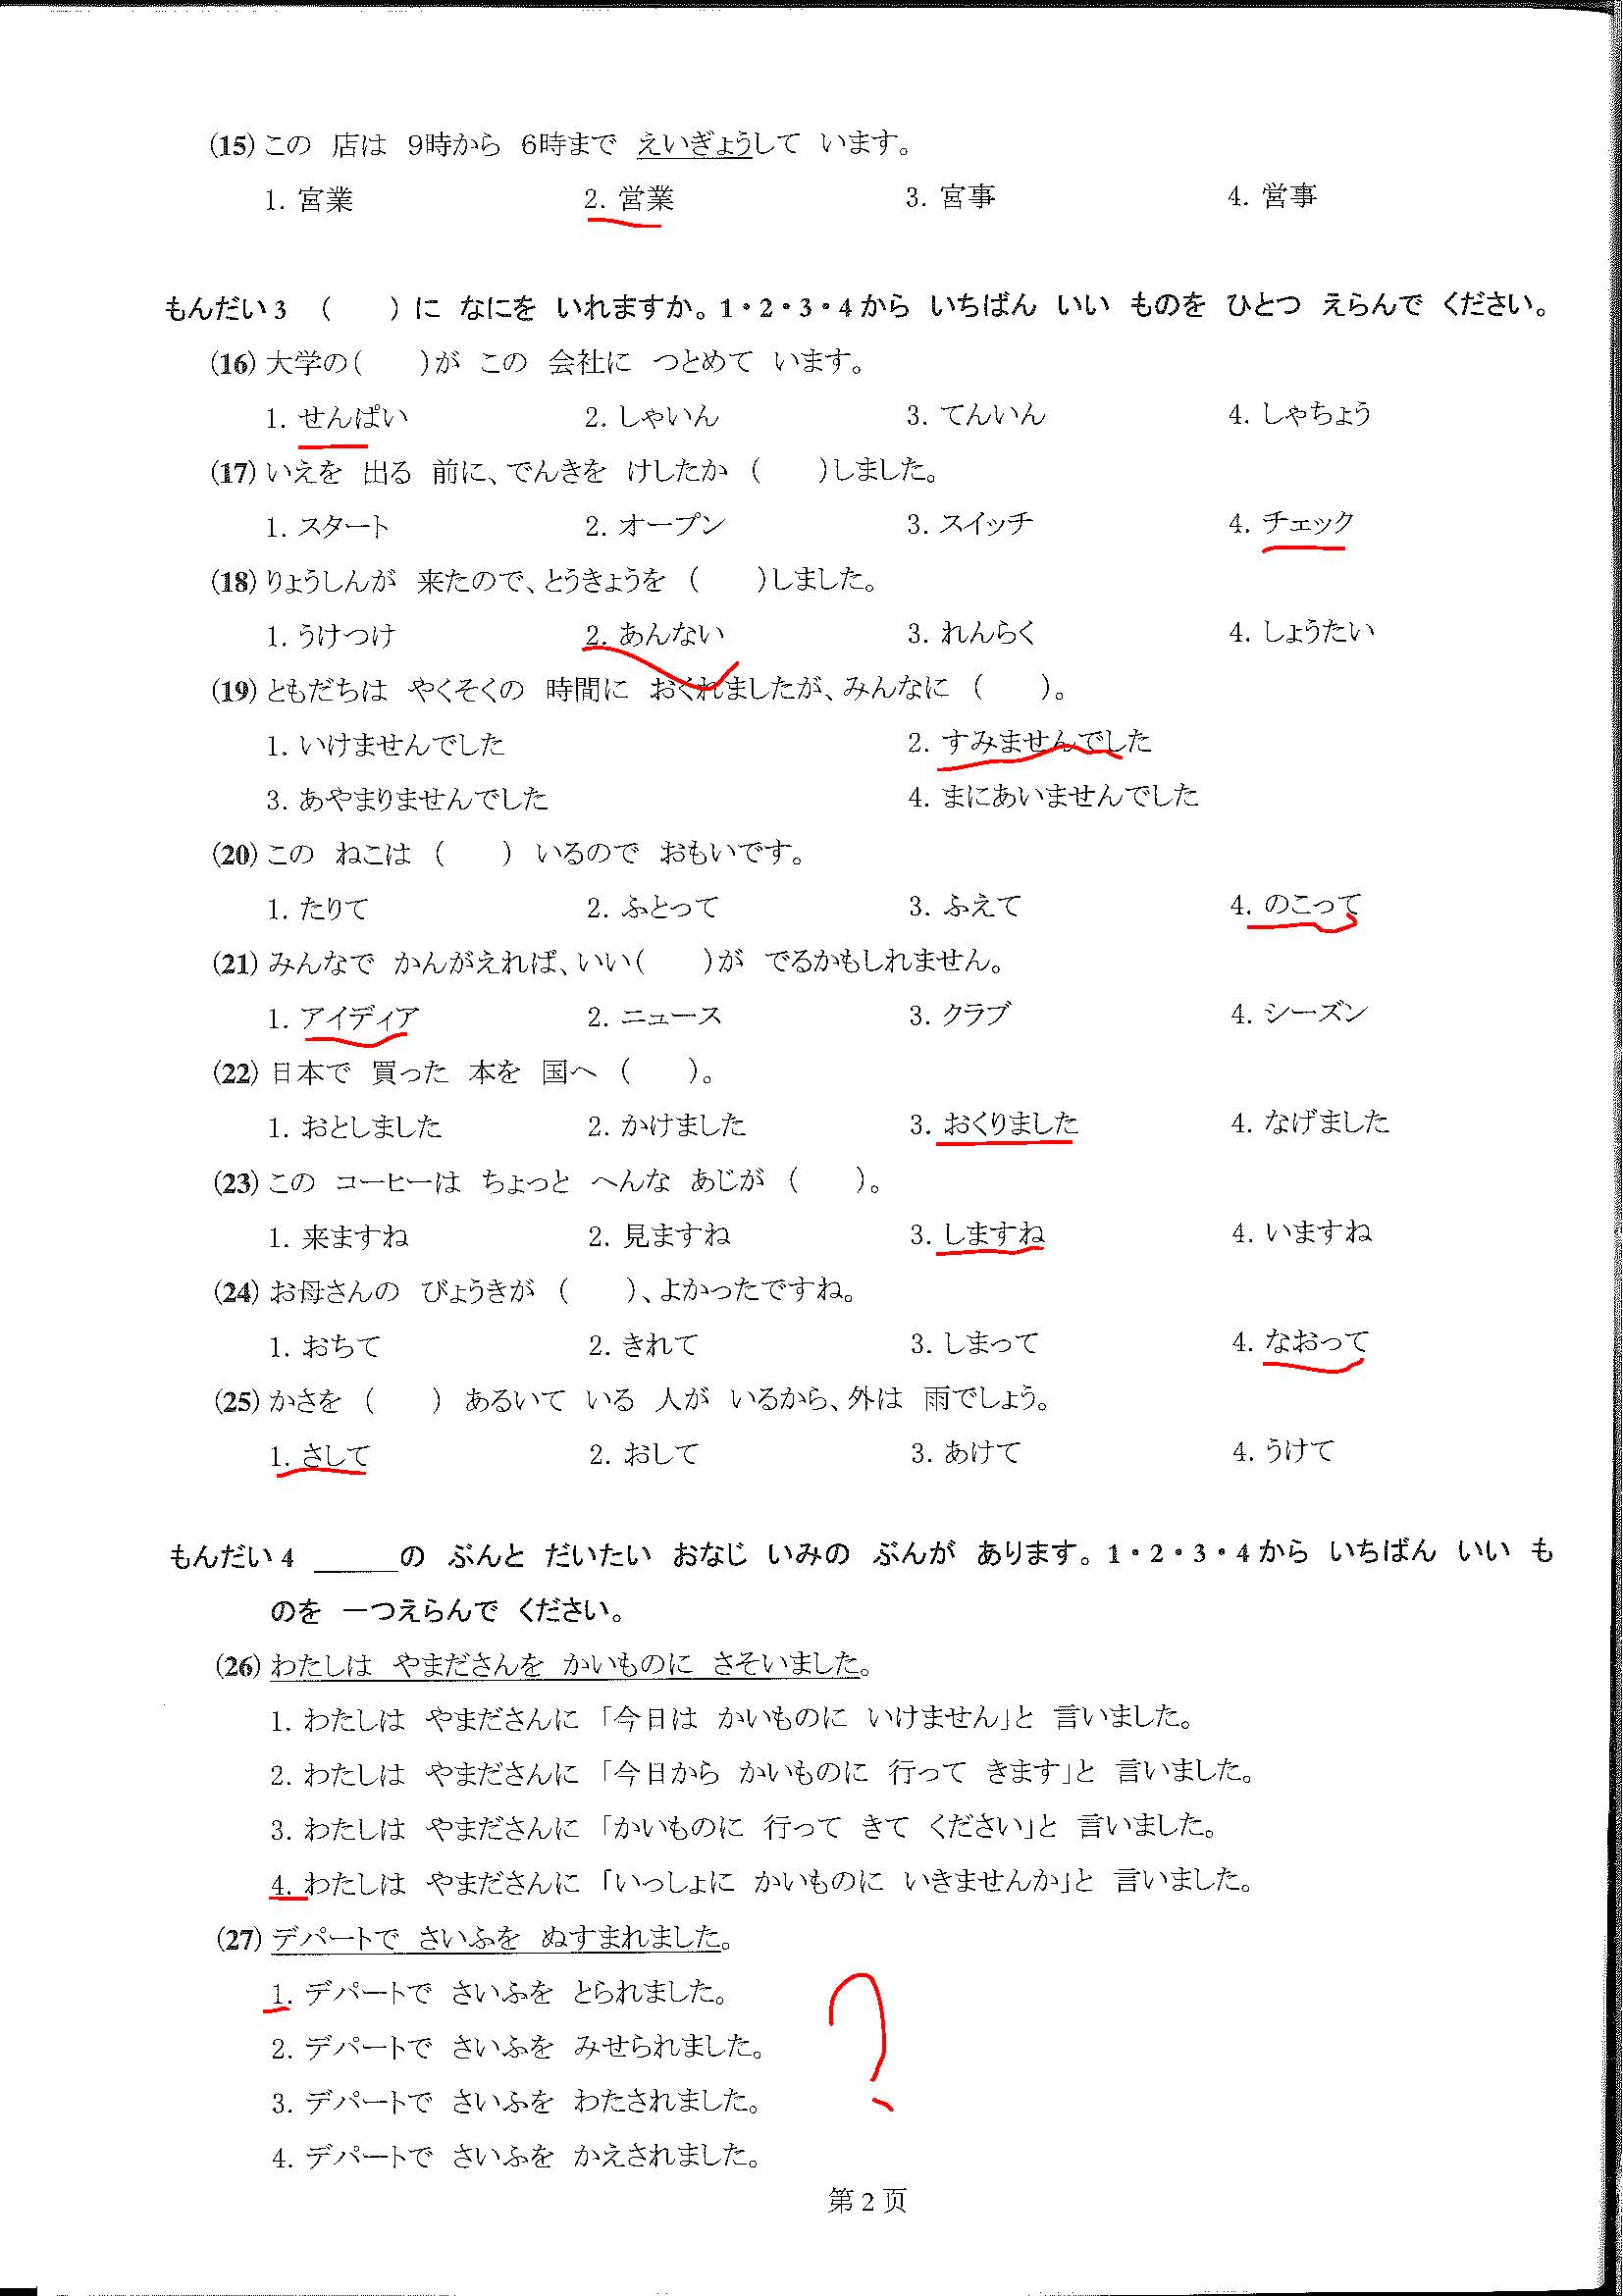 (15) この 店は 9時から 6時まで えいぎょうして います。
1. 宮業 2. 営業 3. 宮事 4. 営事
もんだい3 (　　) に なにを いれますか。1・2・3・4から いちばん いい ものを ひとつ えらんで ください。
(16) 大学の(　　)が この 会社に つとめて います。
1. せんぱい 2. しゃいん 3. てんいん 4. しゃちょう
(17) いえを 出る 前に、でんきを けしたか (　　)しました。
1. スタート 2. オープン 3. スイッチ 4. チェック
(18) りょうしんが 来たので、とうきょうを (　　)しました。
1. うけつけ 2. あんない 3. れんらく 4. しょうたい
(19) ともだちは やくそくの 時間に おくれましたが、みんなに (　　)。
1. いけませんでした 2. すみませんでした
3. あやまりませんでした 4. まにあいませんでした
(20) この ねこは (　　) いるので おもいです。
1. たりて 2. ふとって 3. ふえて 4. のこって
(21) みんなで かんがえれば、いい(　　)が でるかもしれません。
1. アイディア 2. ニュース 3. クラブ 4. シーズン
(22) 日本で 買った 本を 国へ (　　)。
1. おとしました 2. かけました 3. おくりました 4. なげました
(23) この コーヒーは ちょっと へんな あじが (　　)。
1. 来ますね 2. 見ますね 3. しますね 4. いますね
(24) お母さんの びょうきが (　　)、よかったですね。
1. おちて 2. きれて 3. しまって 4. なおって
(25) かさを (　　) あるいて いる 人が いるから、外は 雨でしょう。
1. さして 2. おして 3. あけて 4. うけて
もんだい4 ＿＿＿の ぶんと だいたい おなじ いみの ぶんが あります。1・2・3・4から いちばん いい も
のを 一つえらんで ください。
(26) わたしは やまださんを かいものに さそいました。
1. わたしは やまださんに 「今日は かいものに いけません」と 言いました。
2. わたしは やまださんに 「今日から かいものに 行って きます」と 言いました。
3. わたしは やまださんに 「かいものに 行って きて ください」と 言いました。
4. わたしは やまださんに 「いっしょに かいものに いきませんか」と 言いました。
(27) デパートで さいふを ぬすまれました。
1. デパートで さいふを とられました。
2. デパートで さいふを みせられました。
?
3. デパートで さいふを わたされました。
4. デパートで さいふを かえされました。
第 2 页